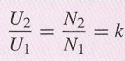 U₂/U₁ = N₂/N₁ = k